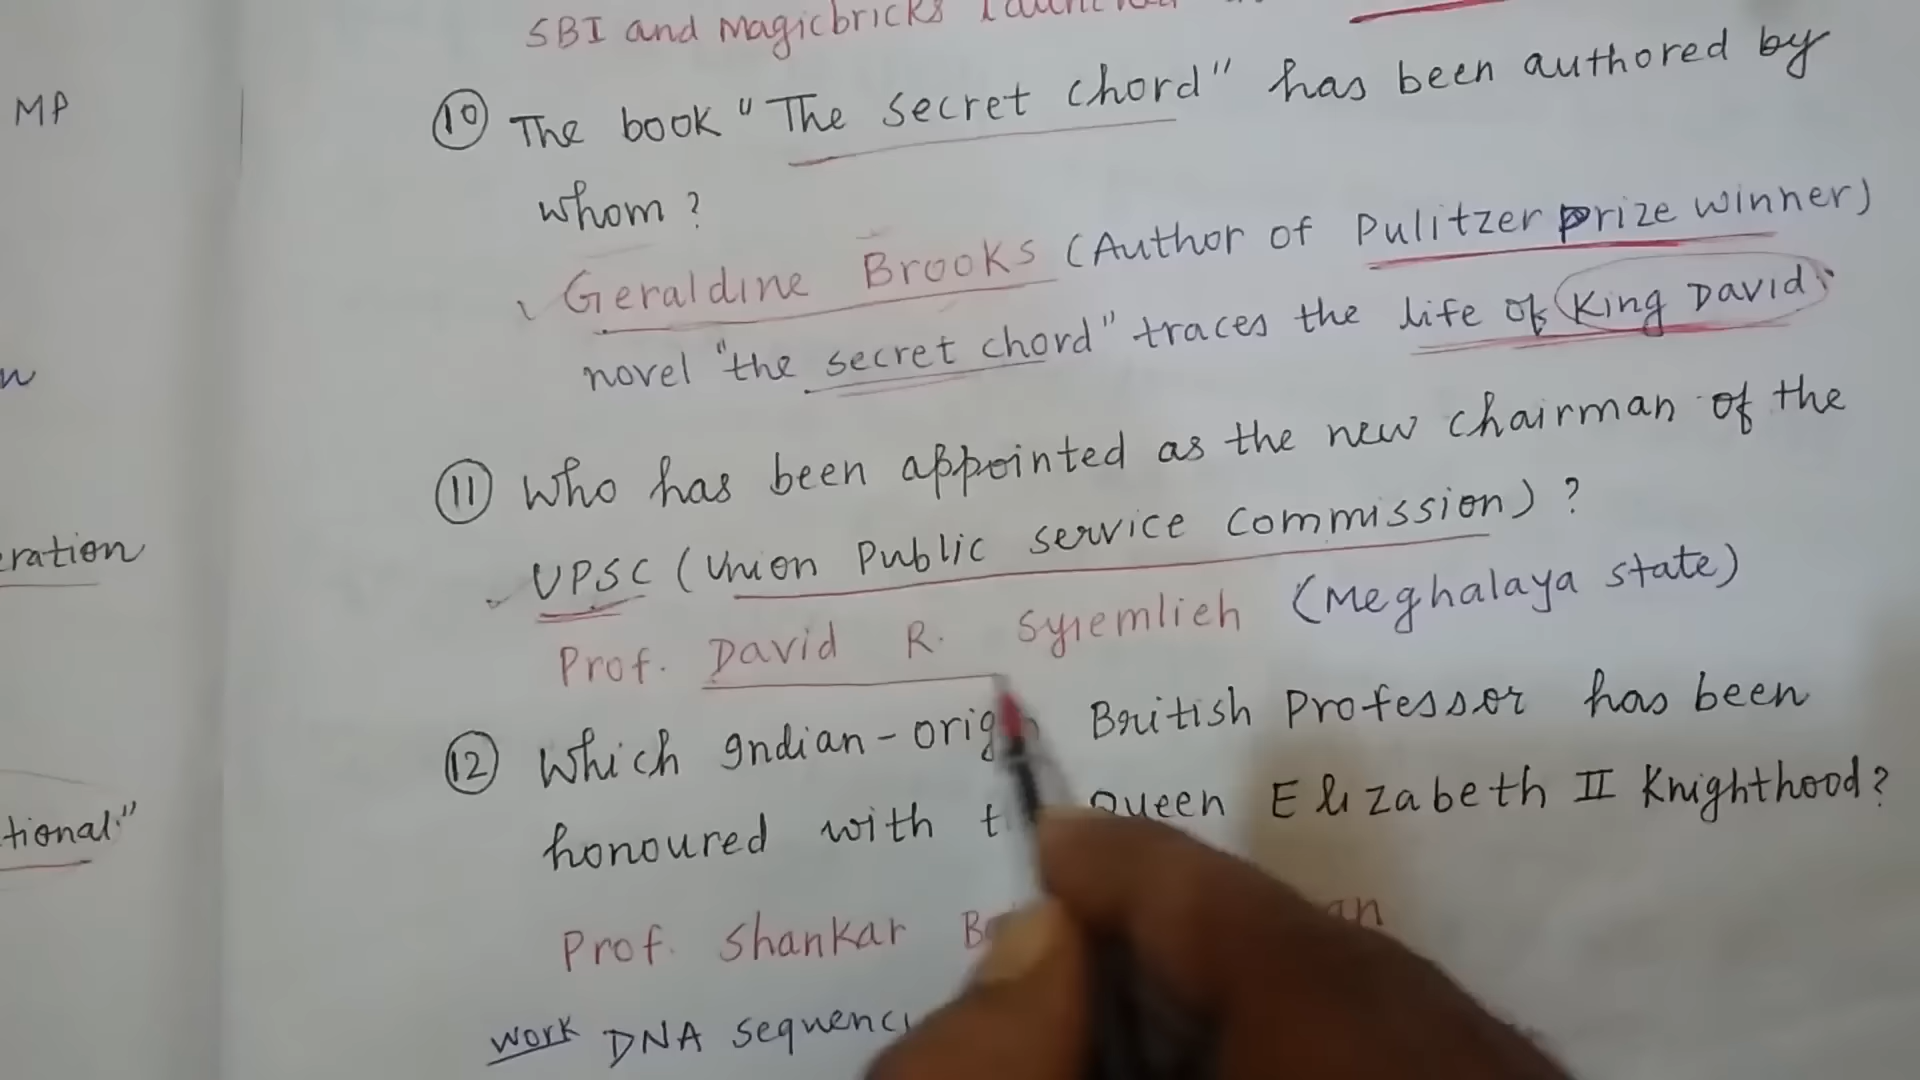 MP
ration
tional."
SBI and Magicbricks
⑩ The book "The secret chord" has been authored by
whom?
Geraldine Brooks (Author of Pulitzer prize winner)
novel "the secret chord" traces the life of King David.
⑪ Who has been appointed as the new chairman of the
UPSC (Union Public service Commission) ?
Prof. David R. Syiemlieh (Meghalaya state)
⑫ Which Indian-orig British Professor has been
honoured with t Queen Elizabeth II Knighthood?
Prof. Shankar B an
Work DNA sequenci